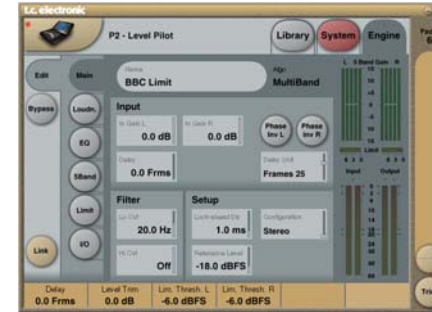 t.c. electronic
P2 - Level Pilot
Library
System
Engine
Edit
Main
Name
BBC Limit
Algo
MultiBand
L 5 Band Gain R
Bypass
Loudn.
EQ
5Band
Limit
I/O
Link
Input
In Gain L
0.0 dB
In Gain R
0.0 dB
Phase Inv L
Phase Inv R
Delay
0.0 Frms
Delay Unit
Frames 25
Limit
Input
Output
Filter
Setup
Lo Cut
20.0 Hz
1.0 ms
Configuration
Stereo
Hi Cut
Off
Reference Level
-18.0 dBFS
Delay
0.0 Frms
Level Trim
0.0 dB
Lim. Thresh. L
-6.0 dBFS
Lim. Thresh. R
-6.0 dBFS